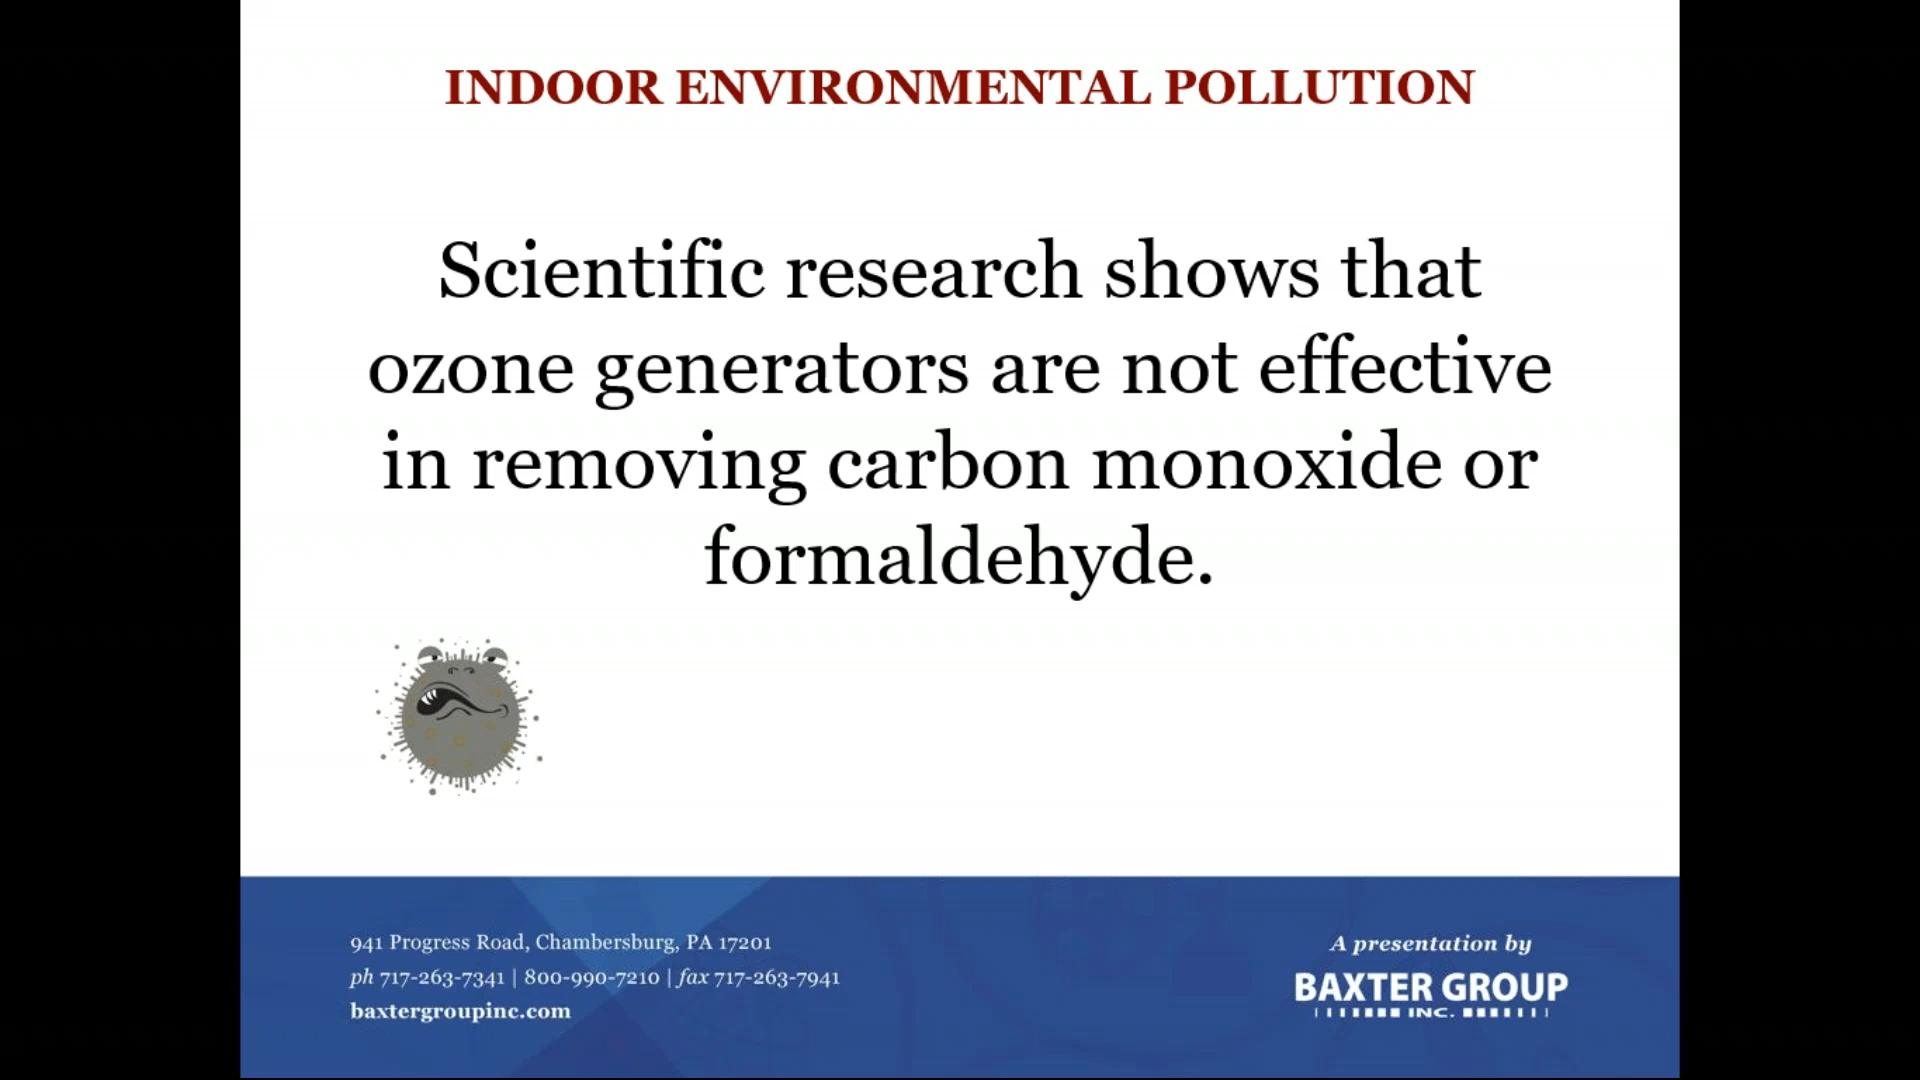 INDOOR ENVIRONMENTAL POLLUTION
Scientific research shows that
ozone generators are not effective
in removing carbon monoxide or
formaldehyde.
941 Progress Road, Chambersburg, PA 17201
ph 717-263-7341 | 800-990-7210 | fax 717-263-7941
baxtergroupinc.com
A presentation by
BAXTER GROUP
INC.